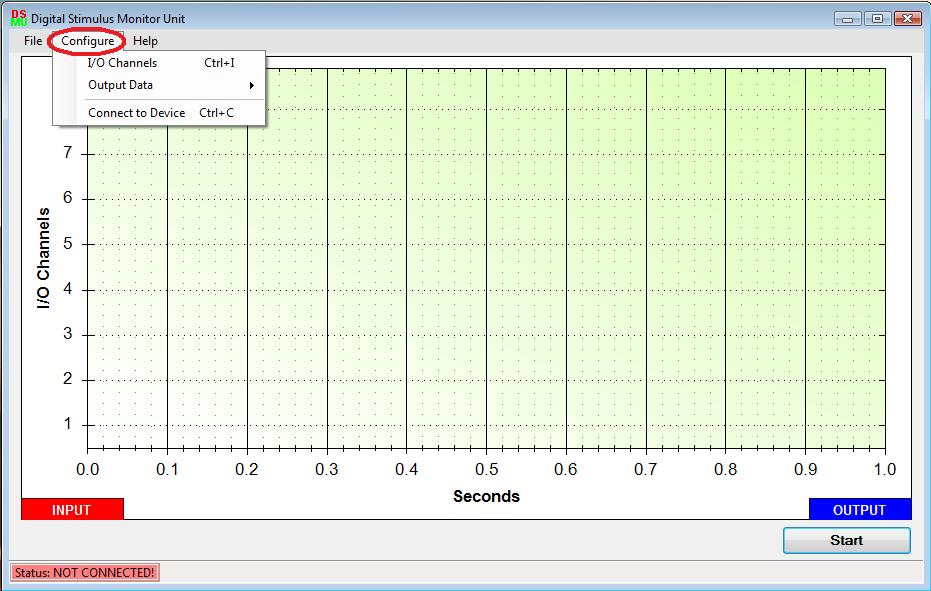 DS
MU Digital Stimulus Monitor Unit
File Configure Help
I/O Channels Ctrl+I
Output Data
Connect to Device Ctrl+C
7
6
5
4
3
2
1
I/O Channels
0.0 0.1 0.2 0.3 0.4 0.5 0.6 0.7 0.8 0.9 1.0
Seconds
INPUT OUTPUT
Start
Status: NOT CONNECTED!